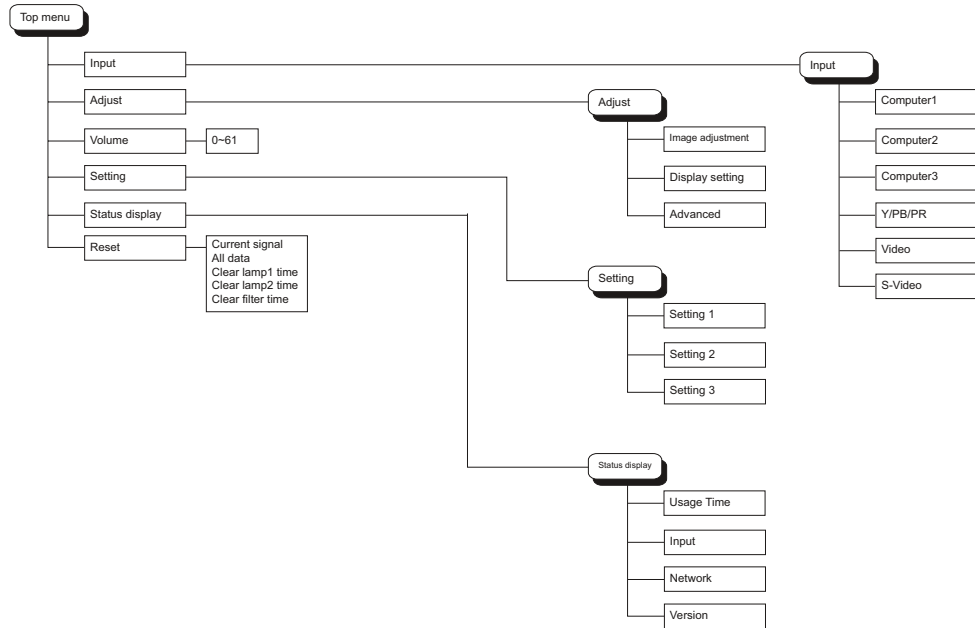 Top menu
Input
Adjust
Volume
0~61
Setting
Status display
Reset
Current signal
All data
Clear lamp1 time
Clear lamp2 time
Clear filter time
Adjust
Image adjustment
Display setting
Advanced
Setting
Setting 1
Setting 2
Setting 3
Status display
Usage Time
Input
Network
Version
Input
Computer1
Computer2
Computer3
Y/PB/PR
Video
S-Video